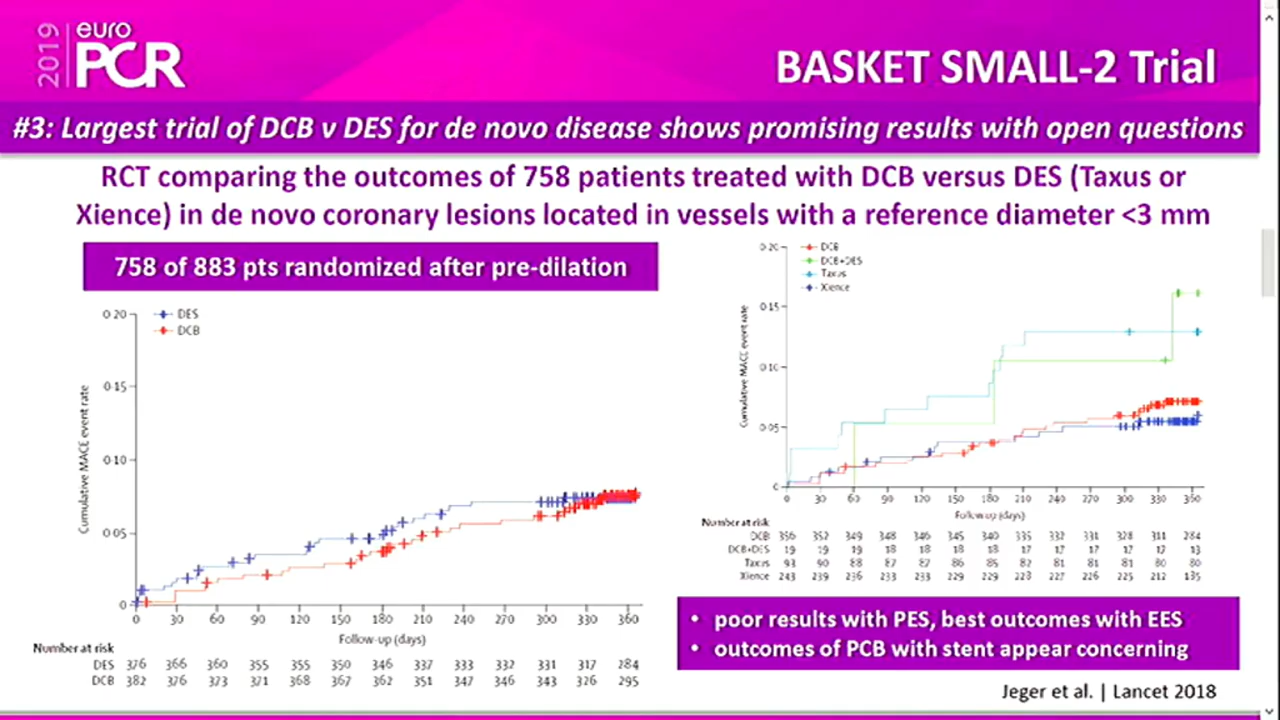 2019 euro PCR
BASKET SMALL-2 Trial
#3: Largest trial of DCB v DES for de novo disease shows promising results with open questions
RCT comparing the outcomes of 758 patients treated with DCB versus DES (Taxus or
Xience) in de novo coronary lesions located in vessels with a reference diameter <3 mm
758 of 883 pts randomized after pre-dilation
DES
DCB
Cumulative MACE event rate
0·20
0·15
0·10
0·05
0
0 30 60 90 120 150 180 210 240 270 300 330 360
Follow-up (days)
Number at risk
DES 376 366 360 355 355 350 346 337 333 332 331 317 284
DCB 382 376 373 371 368 367 362 351 347 346 343 326 295
DCB
DCB+DES
Taxus
Xience
Cumulative MACE event rate
0·20
0·15
0·10
0·05
0
0 30 60 90 120 150 180 210 240 270 300 330 360
Follow-up (days)
Number at risk
DCB 356 352 349 348 346 345 340 335 332 331 328 311 284
DCB+DES 19 19 19 18 18 18 18 17 17 17 17 17 13
Taxus 93 90 88 87 87 86 85 82 81 81 81 80 80
Xience 243 239 236 233 233 229 229 228 227 226 225 212 185
• poor results with PES, best outcomes with EES
• outcomes of PCB with stent appear concerning
Jeger et al. | Lancet 2018